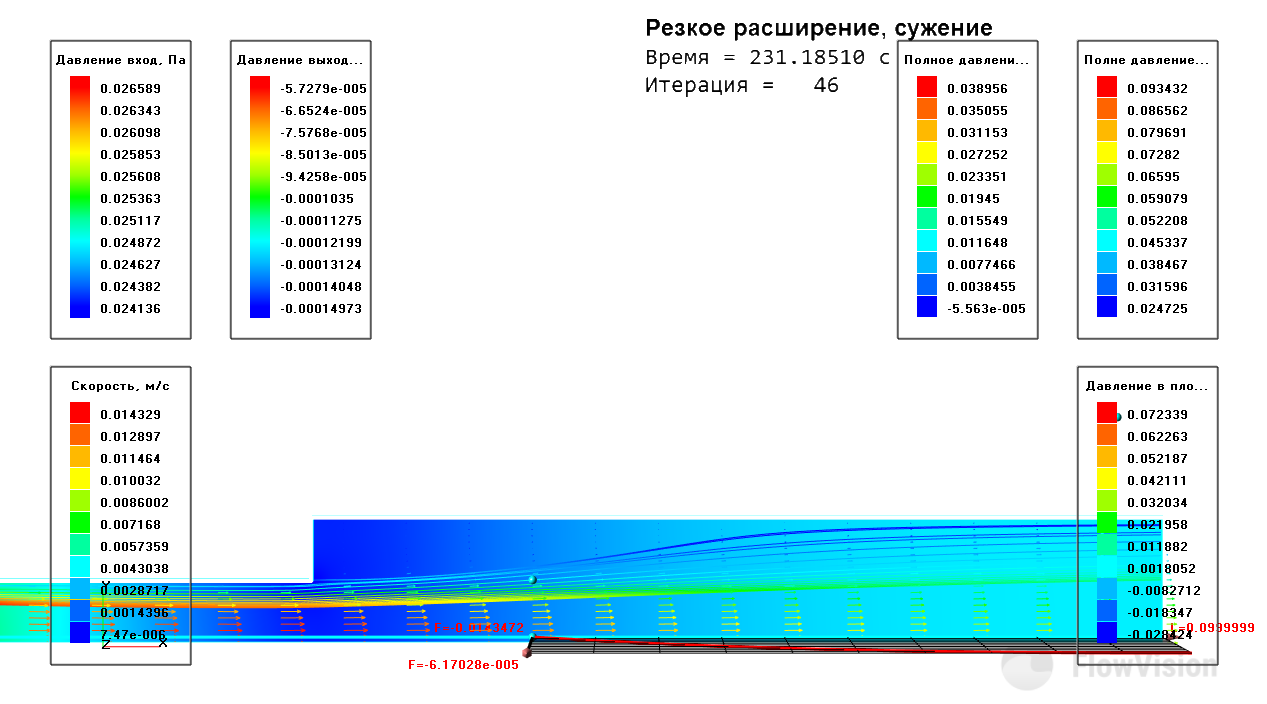 Резкое расширение, сужение
Время = 231.18510 с
Итерация = 46
Давление вход, Па
0.026589
0.026343
0.026098
0.025853
0.025608
0.025363
0.025117
0.024872
0.024627
0.024382
0.024136
Давление выход...
-5.7279e-005
-6.6524e-005
-7.5768e-005
-8.5013e-005
-9.4258e-005
-0.0001035
-0.00011275
-0.00012199
-0.00013124
-0.00014048
-0.00014973
Полное давлени...
0.038956
0.035055
0.031153
0.027252
0.023351
0.01945
0.015549
0.011648
0.0077466
0.0038455
-5.563e-005
Полне давление...
0.093432
0.086562
0.079691
0.07282
0.06595
0.059079
0.052208
0.045337
0.038467
0.031596
0.024725
Скорость, м/с
0.014329
0.012897
0.011464
0.010032
0.0086002
0.007168
0.0057359
0.0043038
0.0028717
0.0014396
7.47e-006
Y
Z
X
Давление в пло...
0.072339
0.062263
0.052187
0.042111
0.032034
0.021958
0.011882
0.0018052
-0.0082712
-0.018347
-0.028424
F=-6.17028e-005
FlowVision